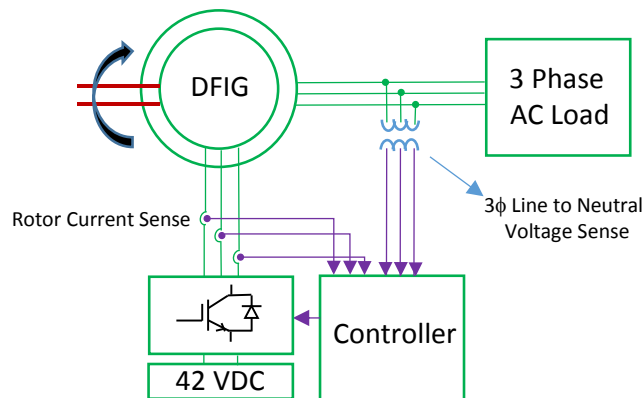 DFIG
3 Phase
AC Load
3ϕ Line to Neutral
Voltage Sense
Rotor Current Sense
Controller
42 VDC